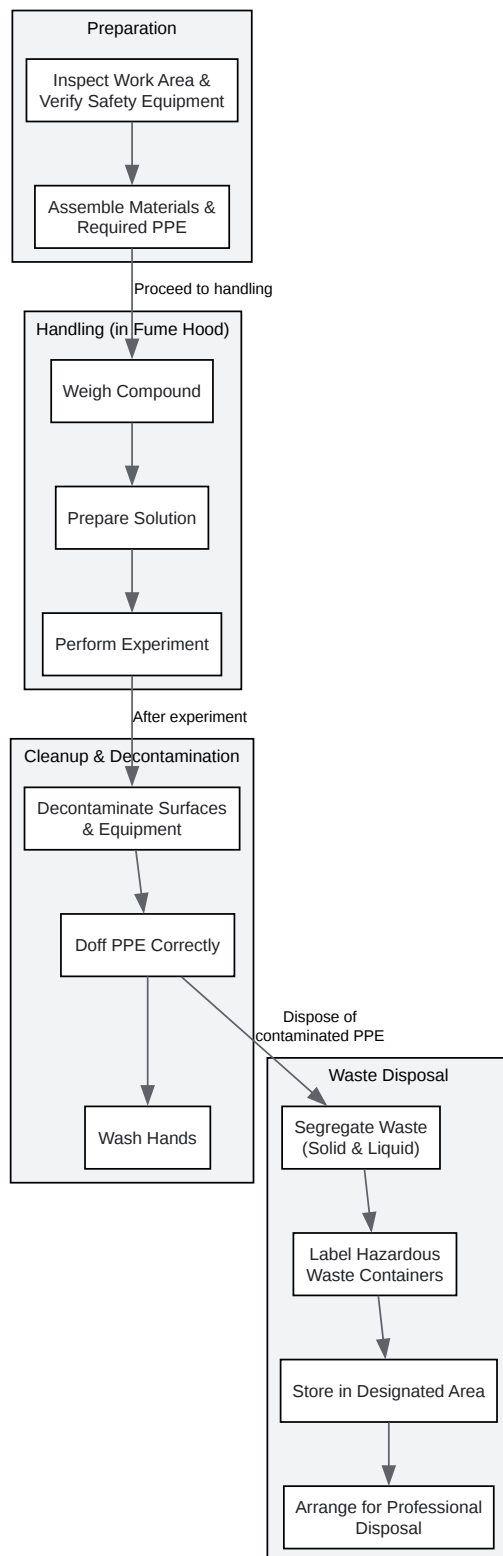 Preparation
Inspect Work Area &
Verify Safety Equipment
Assemble Materials &
Required PPE
Proceed to handling
Handling (in Fume Hood)
Weigh Compound
Prepare Solution
Perform Experiment
After experiment
Cleanup & Decontamination
Decontaminate Surfaces
& Equipment
Doff PPE Correctly
Dispose of
contaminated PPE
Wash Hands
Waste Disposal
Segregate Waste
(Solid & Liquid)
Label Hazardous
Waste Containers
Store in Designated Area
Arrange for Professional
Disposal